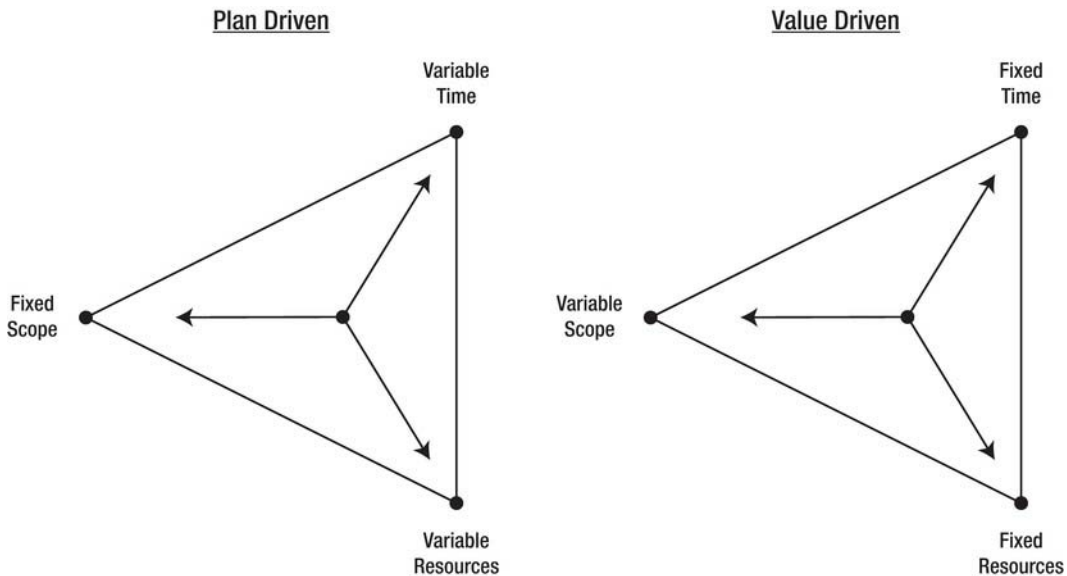 Plan Driven
Variable
Time
Fixed
Scope
Variable
Resources
Value Driven
Fixed
Time
Variable
Scope
Fixed
Resources